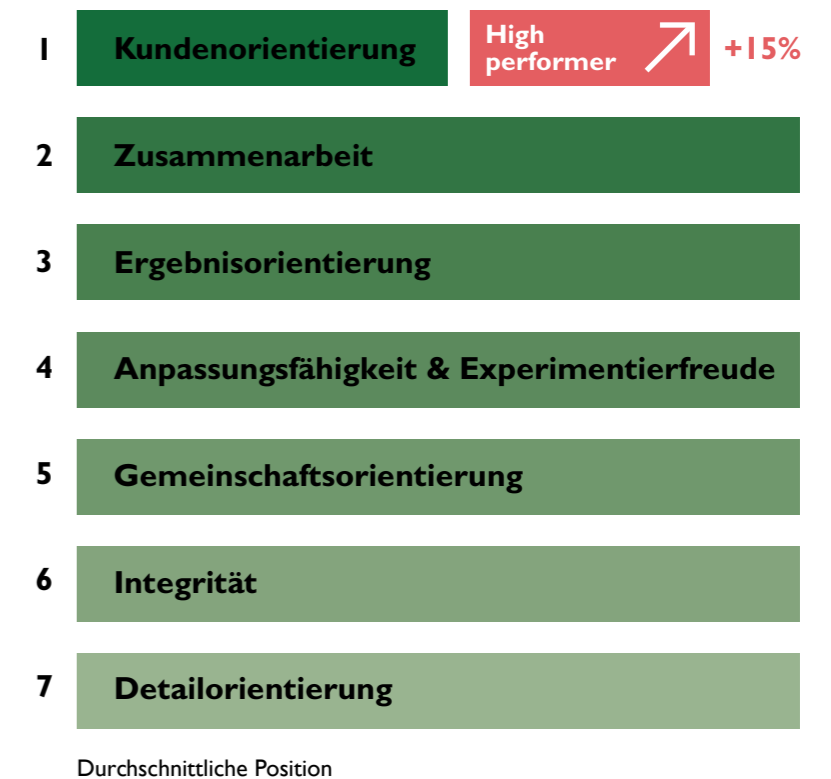 1 Kundenorientierung High performer +15%
2 Zusammenarbeit
3 Ergebnisorientierung
4 Anpassungsfähigkeit & Experimentierfreude
5 Gemeinschaftsorientierung
6 Integrität
7 Detailorientierung
Durchschnittliche Position